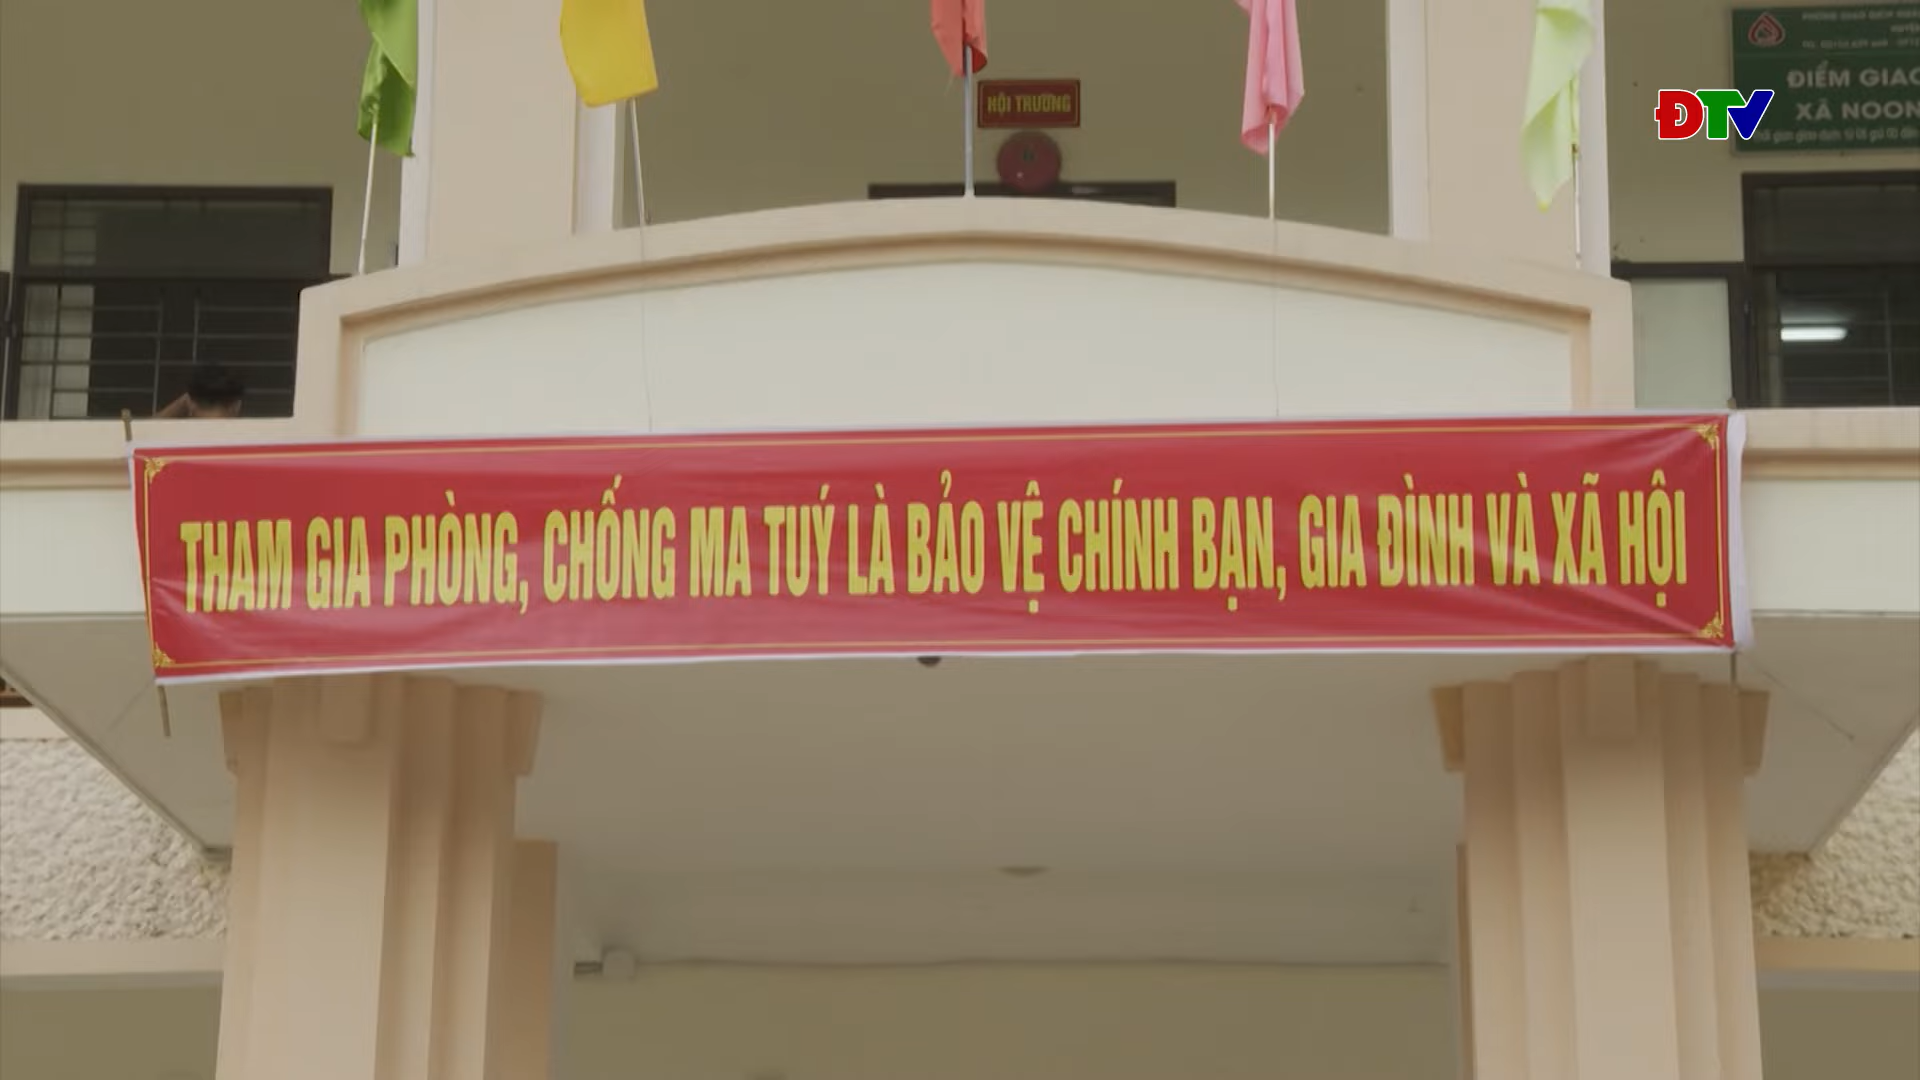 HỘI TRƯỜNG
ĐIỂM GIAO
XÃ NOON
ĐTV
THAM GIA PHÒNG, CHỐNG MA TUÝ LÀ BẢO VỆ CHÍNH BẠN, GIA ĐÌNH VÀ XÃ HỘI